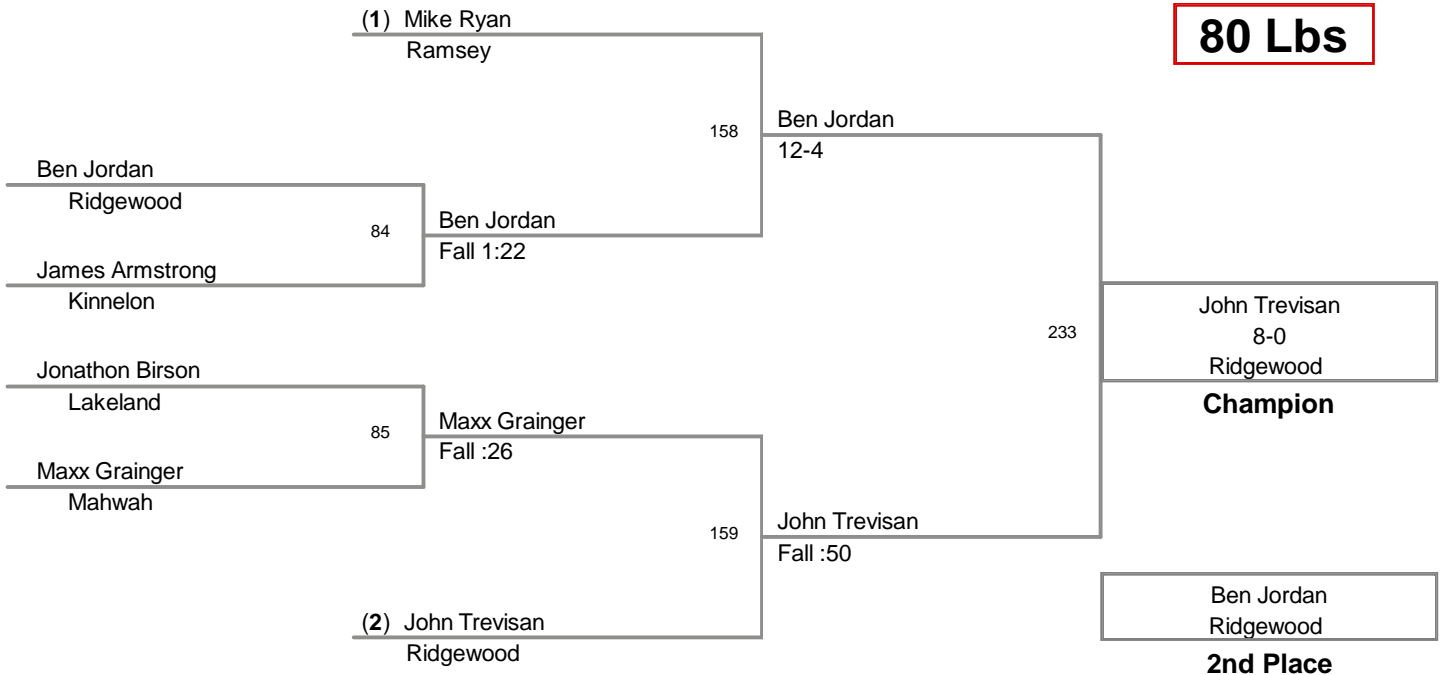 (1) Mike Ryan
Ramsey
80 Lbs
158
Ben Jordan
12-4
Ben Jordan
Ridgewood
84
Ben Jordan
Fall 1:22
James Armstrong
Kinnelon
233
John Trevisan
8-0
Ridgewood
Champion
Jonathon Birson
Lakeland
85
Maxx Grainger
Fall :26
Maxx Grainger
Mahwah
159
John Trevisan
Fall :50
(2) John Trevisan
Ridgewood
Ben Jordan
Ridgewood
2nd Place